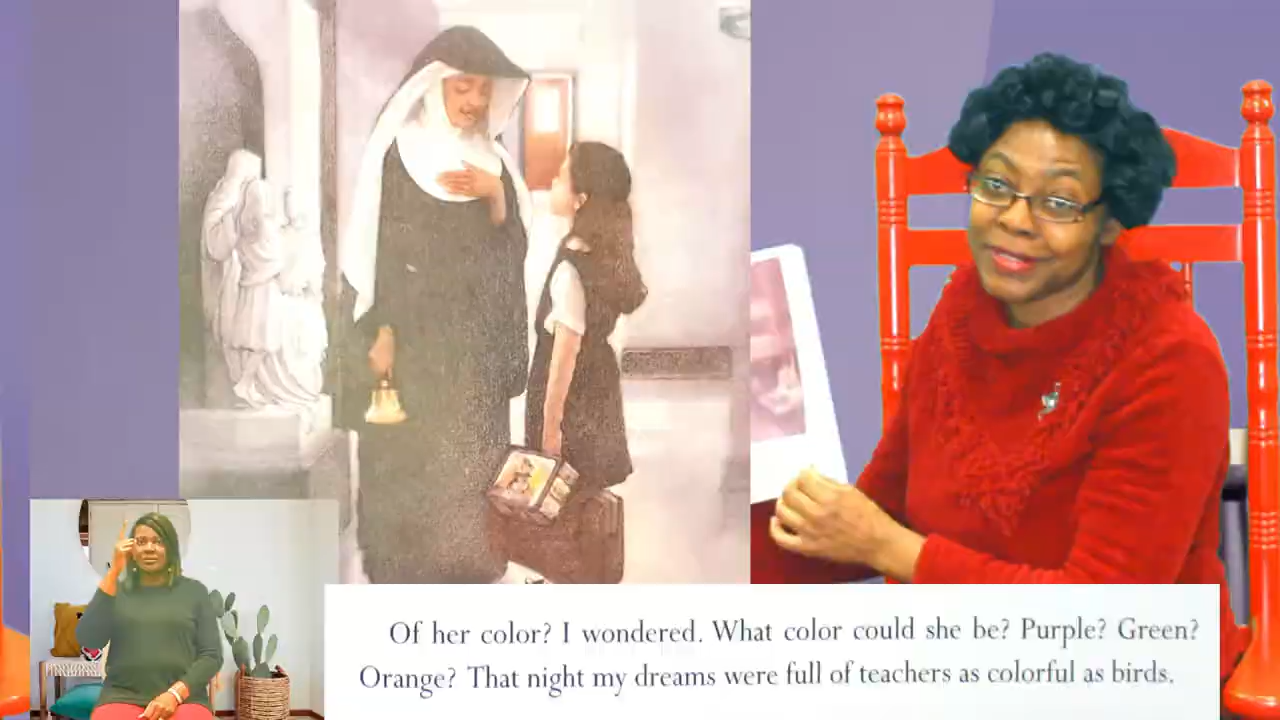 Of her color? I wondered. What color could she be? Purple? Green?
Orange? That night my dreams were full of teachers as colorful as birds.